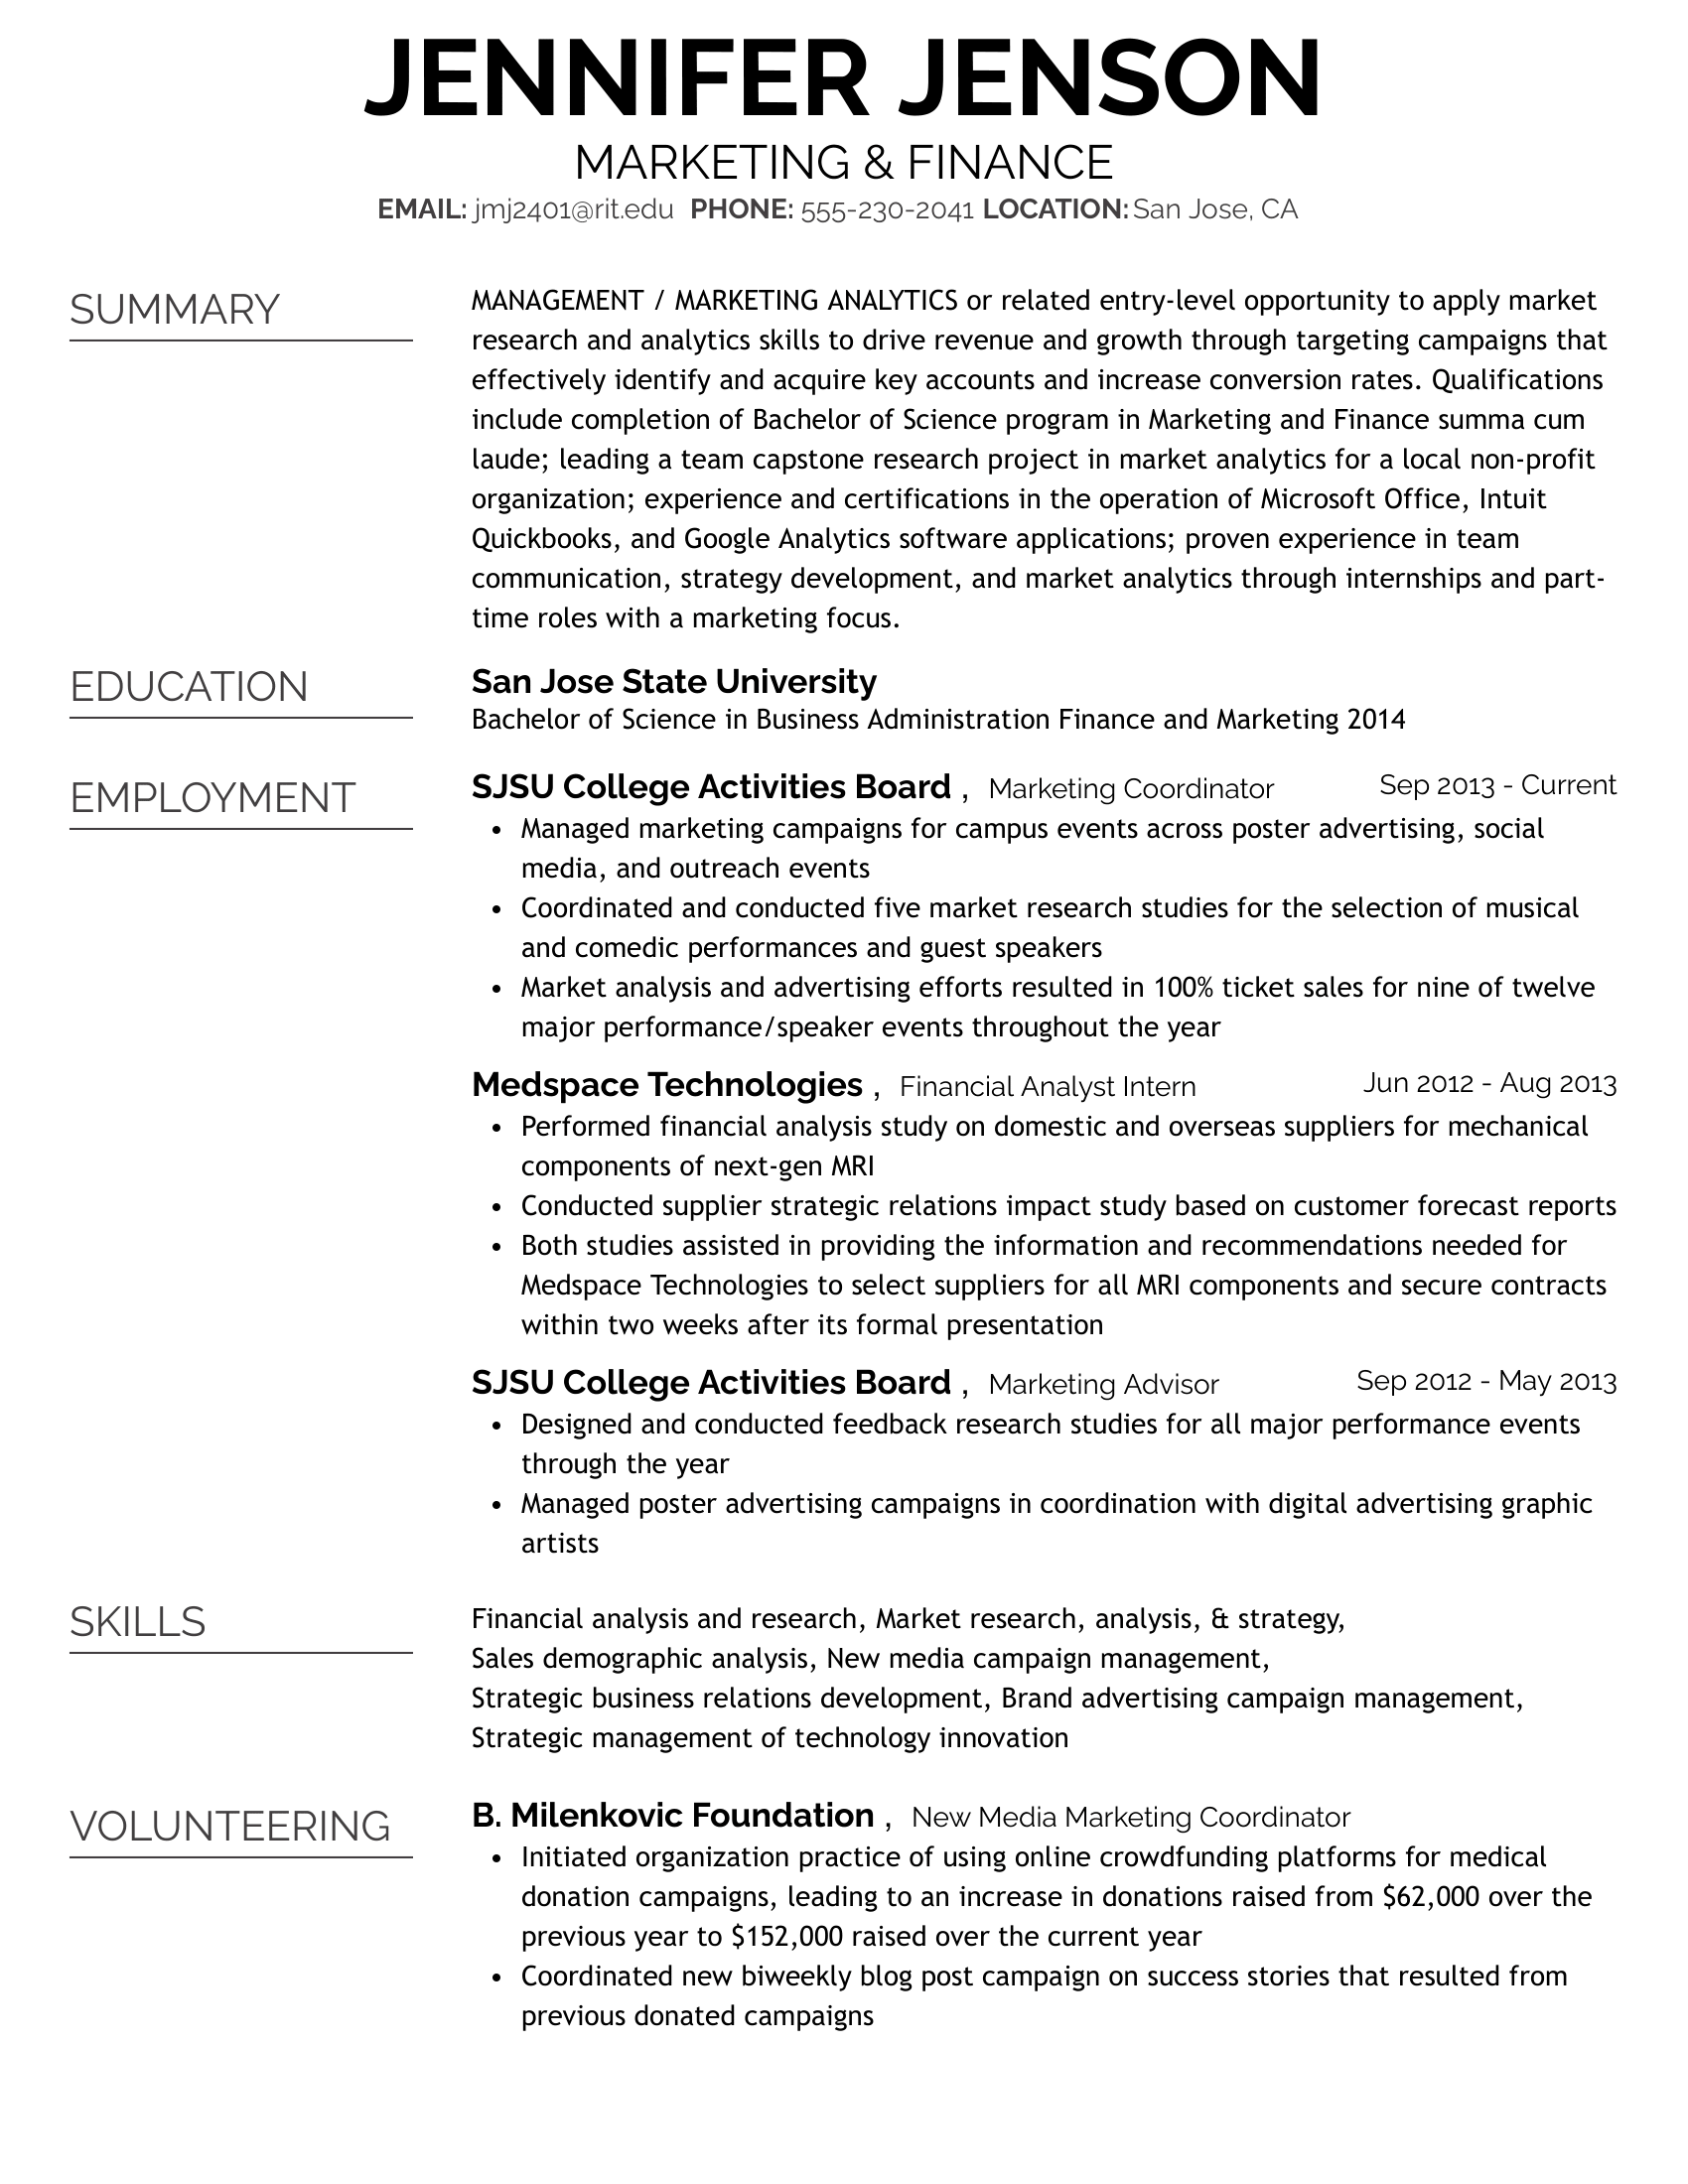 JENNIFER JENSON
MARKETING & FINANCE
EMAIL: jmj2401@rit.edu PHONE: 555-230-2041 LOCATION: San Jose, CA
SUMMARY
MANAGEMENT / MARKETING ANALYTICS or related entry-level opportunity to apply market
research and analytics skills to drive revenue and growth through targeting campaigns that
effectively identify and acquire key accounts and increase conversion rates. Qualifications
include completion of Bachelor of Science program in Marketing and Finance summa cum
laude; leading a team capstone research project in market analytics for a local non-profit
organization; experience and certifications in the operation of Microsoft Office, Intuit
Quickbooks, and Google Analytics software applications; proven experience in team
communication, strategy development, and market analytics through internships and part-
time roles with a marketing focus.
EDUCATION
San Jose State University
Bachelor of Science in Business Administration Finance and Marketing 2014
EMPLOYMENT
SJSU College Activities Board , Marketing Coordinator Sep 2013 - Current
• Managed marketing campaigns for campus events across poster advertising, social
media, and outreach events
• Coordinated and conducted five market research studies for the selection of musical
and comedic performances and guest speakers
• Market analysis and advertising efforts resulted in 100% ticket sales for nine of twelve
major performance/speaker events throughout the year
Medspace Technologies , Financial Analyst Intern Jun 2012 - Aug 2013
• Performed financial analysis study on domestic and overseas suppliers for mechanical
components of next-gen MRI
• Conducted supplier strategic relations impact study based on customer forecast reports
• Both studies assisted in providing the information and recommendations needed for
Medspace Technologies to select suppliers for all MRI components and secure contracts
within two weeks after its formal presentation
SJSU College Activities Board , Marketing Advisor Sep 2012 - May 2013
• Designed and conducted feedback research studies for all major performance events
through the year
• Managed poster advertising campaigns in coordination with digital advertising graphic
artists
SKILLS
Financial analysis and research, Market research, analysis, & strategy,
Sales demographic analysis, New media campaign management,
Strategic business relations development, Brand advertising campaign management,
Strategic management of technology innovation
VOLUNTEERING
B. Milenkovic Foundation , New Media Marketing Coordinator
• Initiated organization practice of using online crowdfunding platforms for medical
donation campaigns, leading to an increase in donations raised from $62,000 over the
previous year to $152,000 raised over the current year
• Coordinated new biweekly blog post campaign on success stories that resulted from
previous donated campaigns